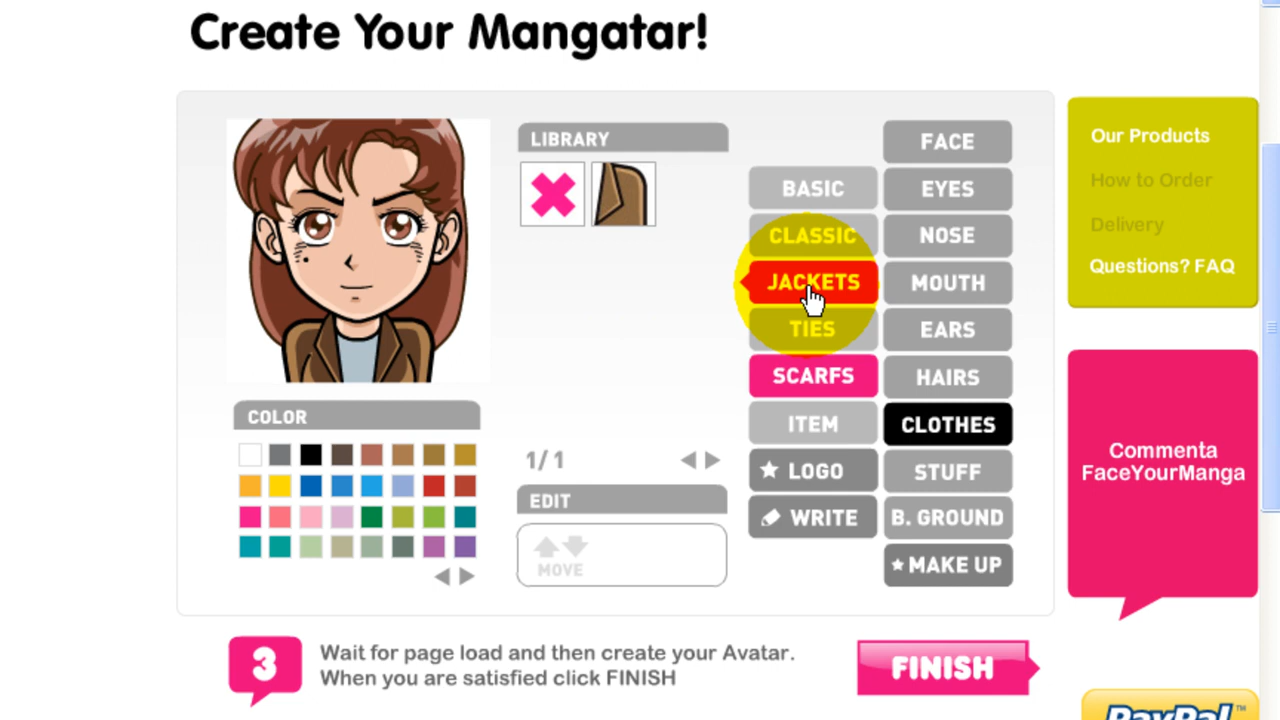 Create Your Mangatar!
LIBRARY
COLOR
1/1
EDIT
MOVE
BASIC
CLASSIC
JACKETS
TIES
SCARFS
ITEM
LOGO
WRITE
FACE
EYES
NOSE
MOUTH
EARS
HAIRS
CLOTHES
STUFF
B. GROUND
MAKE UP
Our Products
How to Order
Delivery
Questions? FAQ
Commenta
FaceYourManga
3
Wait for page load and then create your Avatar.
When you are satisfied click FINISH
FINISH
PayPal™